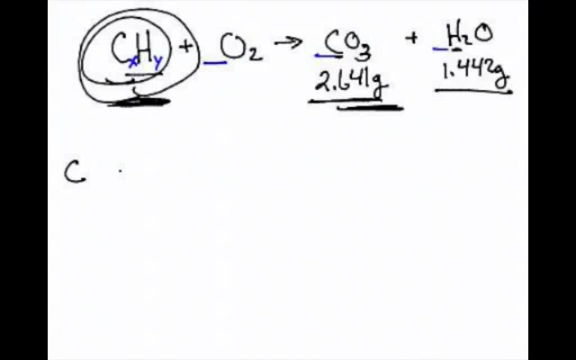 CxHy + _O2 → _CO3 + _H2O
2.641g 1.442g
C